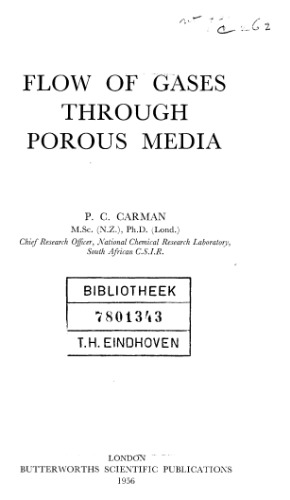 FLOW OF GASES
THROUGH
POROUS MEDIA
P. C. CARMAN
M.Sc. (N.Z.), Ph.D. (Lond.)
Chief Research Officer, National Chemical Research Laboratory,
South African C.S.I.R.
BIBLIOTHEEK
7801343
T.H. EINDHOVEN
LONDON
BUTTERWORTHS SCIENTIFIC PUBLICATIONS
1956